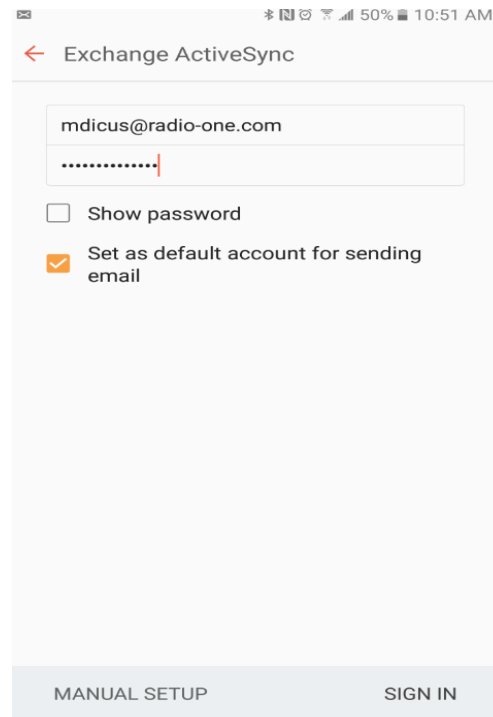 50% 10:51 AM
Exchange ActiveSync
mdicus@radio-one.com
••••••••••••••
Show password
Set as default account for sending
email
MANUAL SETUP SIGN IN